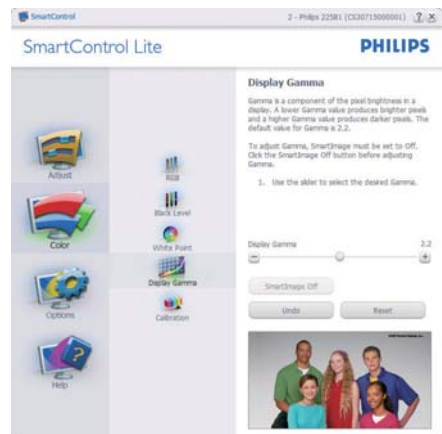 SmartControl
2 - Philips 225B1 (CS30715000001)
SmartControl Lite
PHILIPS
Adjust
Color
Options
Help
RGB
Black Level
White Point
Display Gamma
Calibration
Display Gamma
Gamma is a component of the pixel brightness in a
display. A lower Gamma value produces brighter pixels
and a higher Gamma value produces darker pixels. The
default value for Gamma is 2.2.
To adjust Gamma, SmartImage must be set to Off.
Click the SmartImage Off button before adjusting
Gamma.
1. Use the slider to select the desired Gamma.
Display Gamma
2.2
SmartImage Off
Undo
Reset